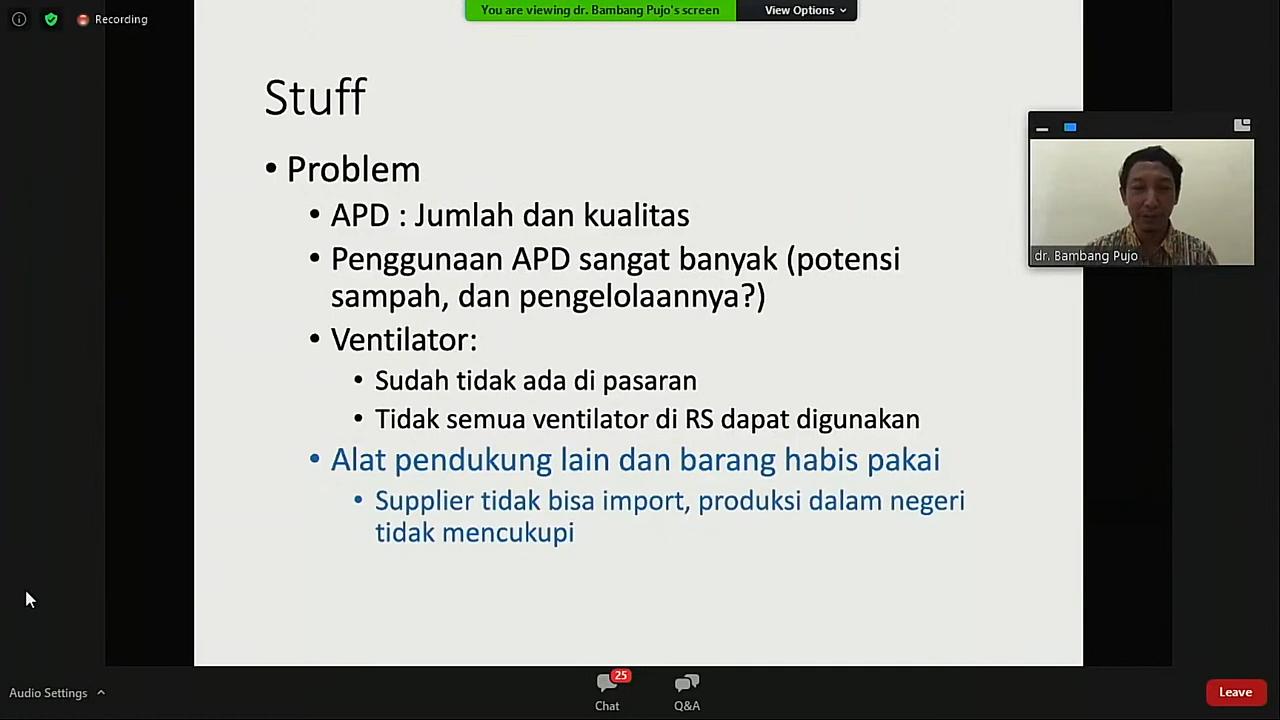 Recording
You are viewing dr. Bambang Pujo's screen
View Options
Stuff
• Problem
• APD : Jumlah dan kualitas
• Penggunaan APD sangat banyak (potensi
sampah, dan pengelolaannya?)
• Ventilator:
• Sudah tidak ada di pasaran
• Tidak semua ventilator di RS dapat digunakan
• Alat pendukung lain dan barang habis pakai
• Supplier tidak bisa import, produksi dalam negeri
tidak mencukupi
dr. Bambang Pujo
Audio Settings
25
Chat
Q&A
Leave